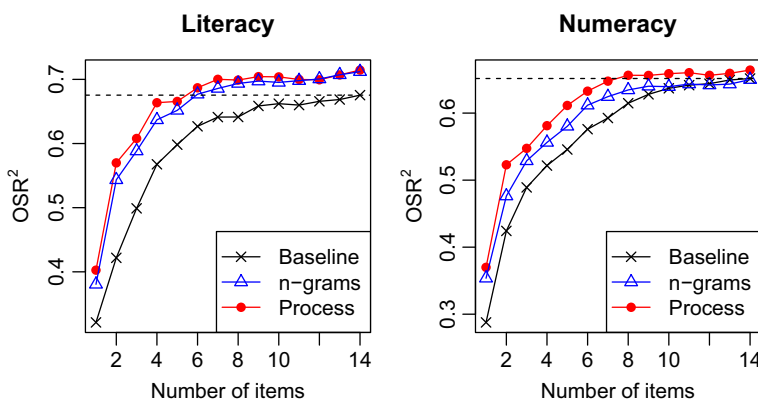 Literacy
OSR²
0.4
0.5
0.6
0.7
2
4
6
8
10
14
Number of items
Baseline
n−grams
Process
Numeracy
OSR²
0.3
0.4
0.5
0.6
2
4
6
8
10
14
Number of items
Baseline
n−grams
Process